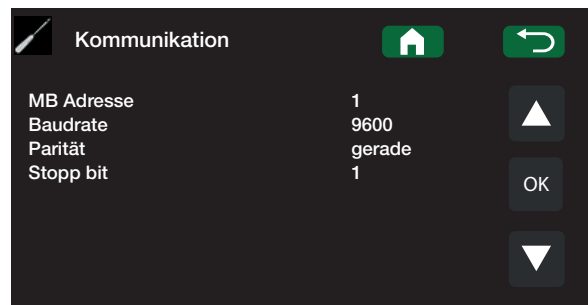 Kommunikation
MB Adresse 1
Baudrate 9600
Parität gerade
Stopp bit 1
OK